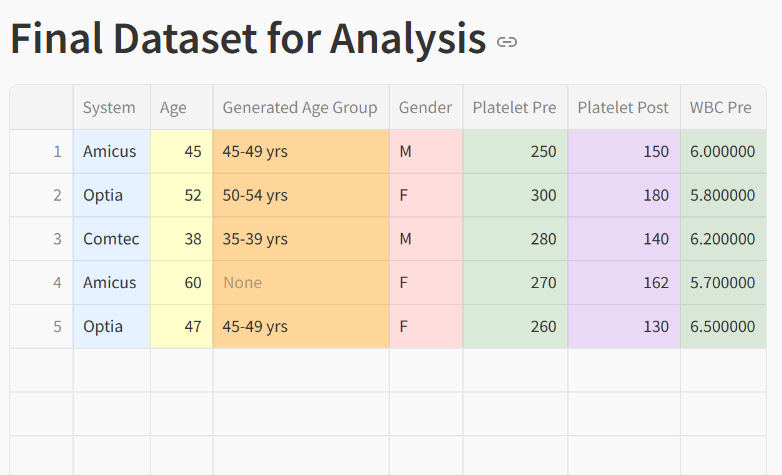 Final Dataset for Analysis
System Age Generated Age Group Gender Platelet Pre Platelet Post WBC Pre
1 Amicus 45 45-49 yrs M 250 150 6.000000
2 Optia 52 50-54 yrs F 300 180 5.800000
3 Comtec 38 35-39 yrs M 280 140 6.200000
4 Amicus 60 None F 270 162 5.700000
5 Optia 47 45-49 yrs F 260 130 6.500000